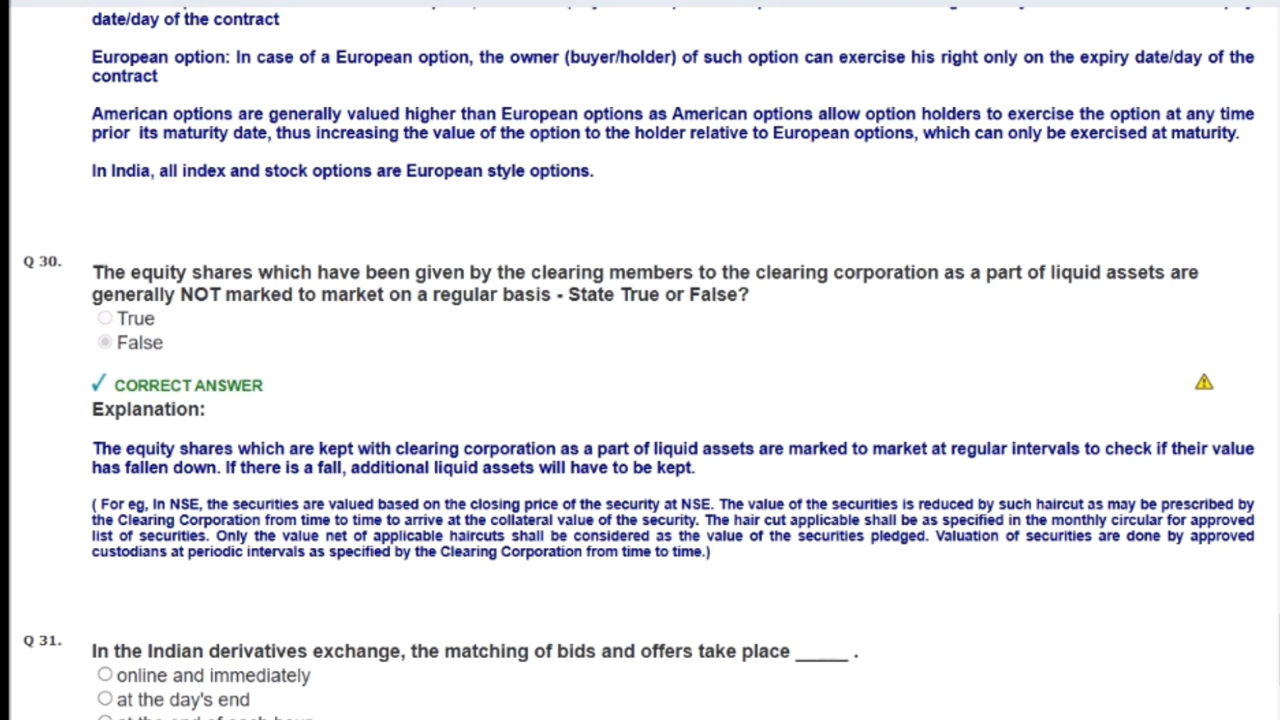 date/day of the contract
European option: In case of a European option, the owner (buyer/holder) of such option can exercise his right only on the expiry date/day of the
contract
American options are generally valued higher than European options as American options allow option holders to exercise the option at any time
prior its maturity date, thus increasing the value of the option to the holder relative to European options, which can only be exercised at maturity.
In India, all index and stock options are European style options.
Q 30.
The equity shares which have been given by the clearing members to the clearing corporation as a part of liquid assets are
generally NOT marked to market on a regular basis - State True or False?
True
False
✓ CORRECT ANSWER
Explanation:
The equity shares which are kept with clearing corporation as a part of liquid assets are marked to market at regular intervals to check if their value
has fallen down. If there is a fall, additional liquid assets will have to be kept.
( For eg, In NSE, the securities are valued based on the closing price of the security at NSE. The value of the securities is reduced by such haircut as may be prescribed by
the Clearing Corporation from time to time to arrive at the collateral value of the security. The hair cut applicable shall be as specified in the monthly circular for approved
list of securities. Only the value net of applicable haircuts shall be considered as the value of the securities pledged. Valuation of securities are done by approved
custodians at periodic intervals as specified by the Clearing Corporation from time to time.)
Q 31.
In the Indian derivatives exchange, the matching of bids and offers take place _____ .
online and immediately
at the day's end